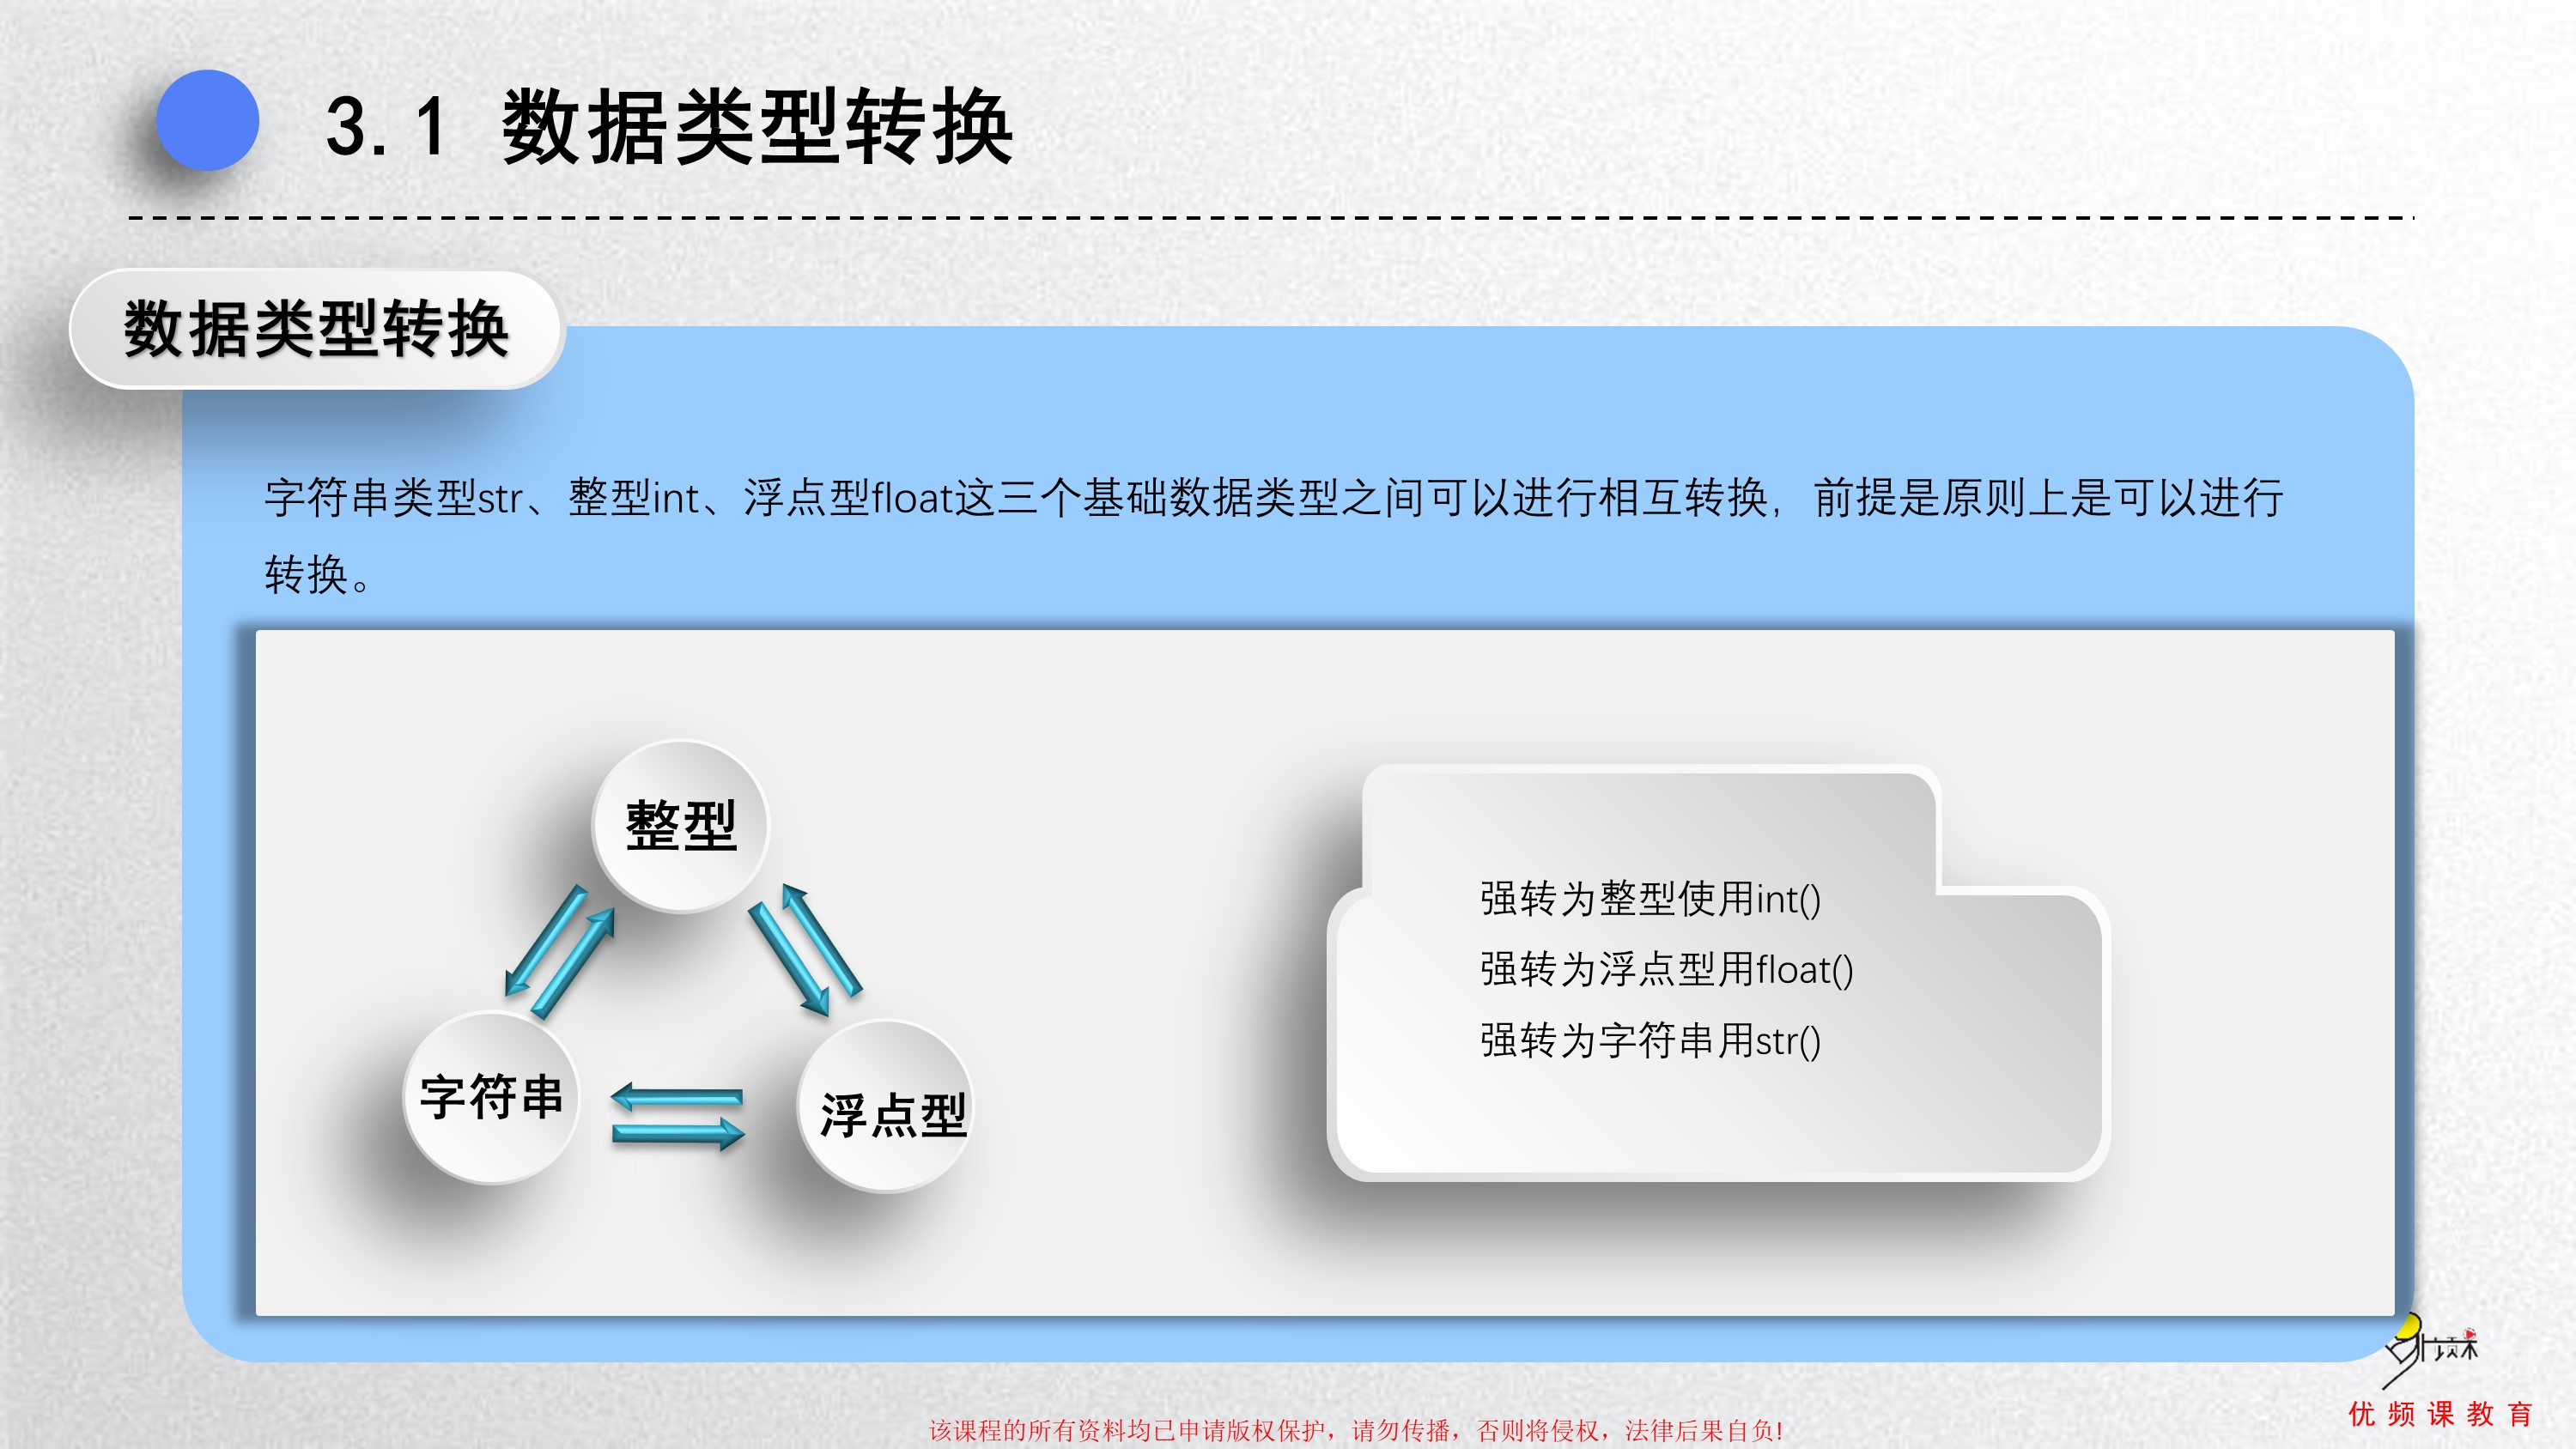 3.1 数据类型转换
数据类型转换
字符串类型str、整型int、浮点型float这三个基础数据类型之间可以进行相互转换，前提是原则上是可以进行
转换。
整型
字符串
浮点型
强转为整型使用int()
强转为浮点型用float()
强转为字符串用str()
优频课教育
该课程的所有资料均已申请版权保护，请勿传播，否则将侵权，法律后果自负!